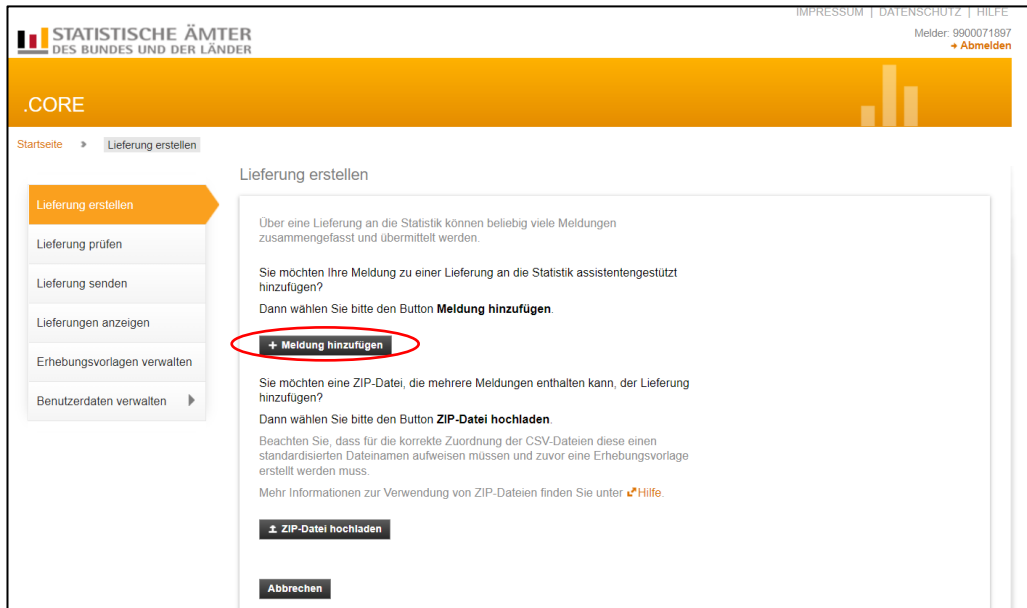 IMPRESSUM | DATENSCHUTZ | HILFE
STATISTISCHE ÄMTER
DES BUNDES UND DER LÄNDER
Melder: 9900071897
Abmelden
.CORE
Startseite
Lieferung erstellen
Lieferung erstellen
Lieferung erstellen
Lieferung prüfen
Lieferung senden
Lieferungen anzeigen
Erhebungsvorlagen verwalten
Benutzerdaten verwalten
Über eine Lieferung an die Statistik können beliebig viele Meldungen
zusammengefasst und übermittelt werden.
Sie möchten Ihre Meldung zu einer Lieferung an die Statistik assistentengestützt
hinzufügen?
Dann wählen Sie bitte den Button Meldung hinzufügen.
+ Meldung hinzufügen
Sie möchten eine ZIP-Datei, die mehrere Meldungen enthalten kann, der Lieferung
hinzufügen?
Dann wählen Sie bitte den Button ZIP-Datei hochladen.
Beachten Sie, dass für die korrekte Zuordnung der CSV-Dateien diese einen
standardisierten Dateinamen aufweisen müssen und zuvor eine Erhebungsvorlage
erstellt werden muss.
Mehr Informationen zur Verwendung von ZIP-Dateien finden Sie unter Hilfe.
ZIP-Datei hochladen
Abbrechen